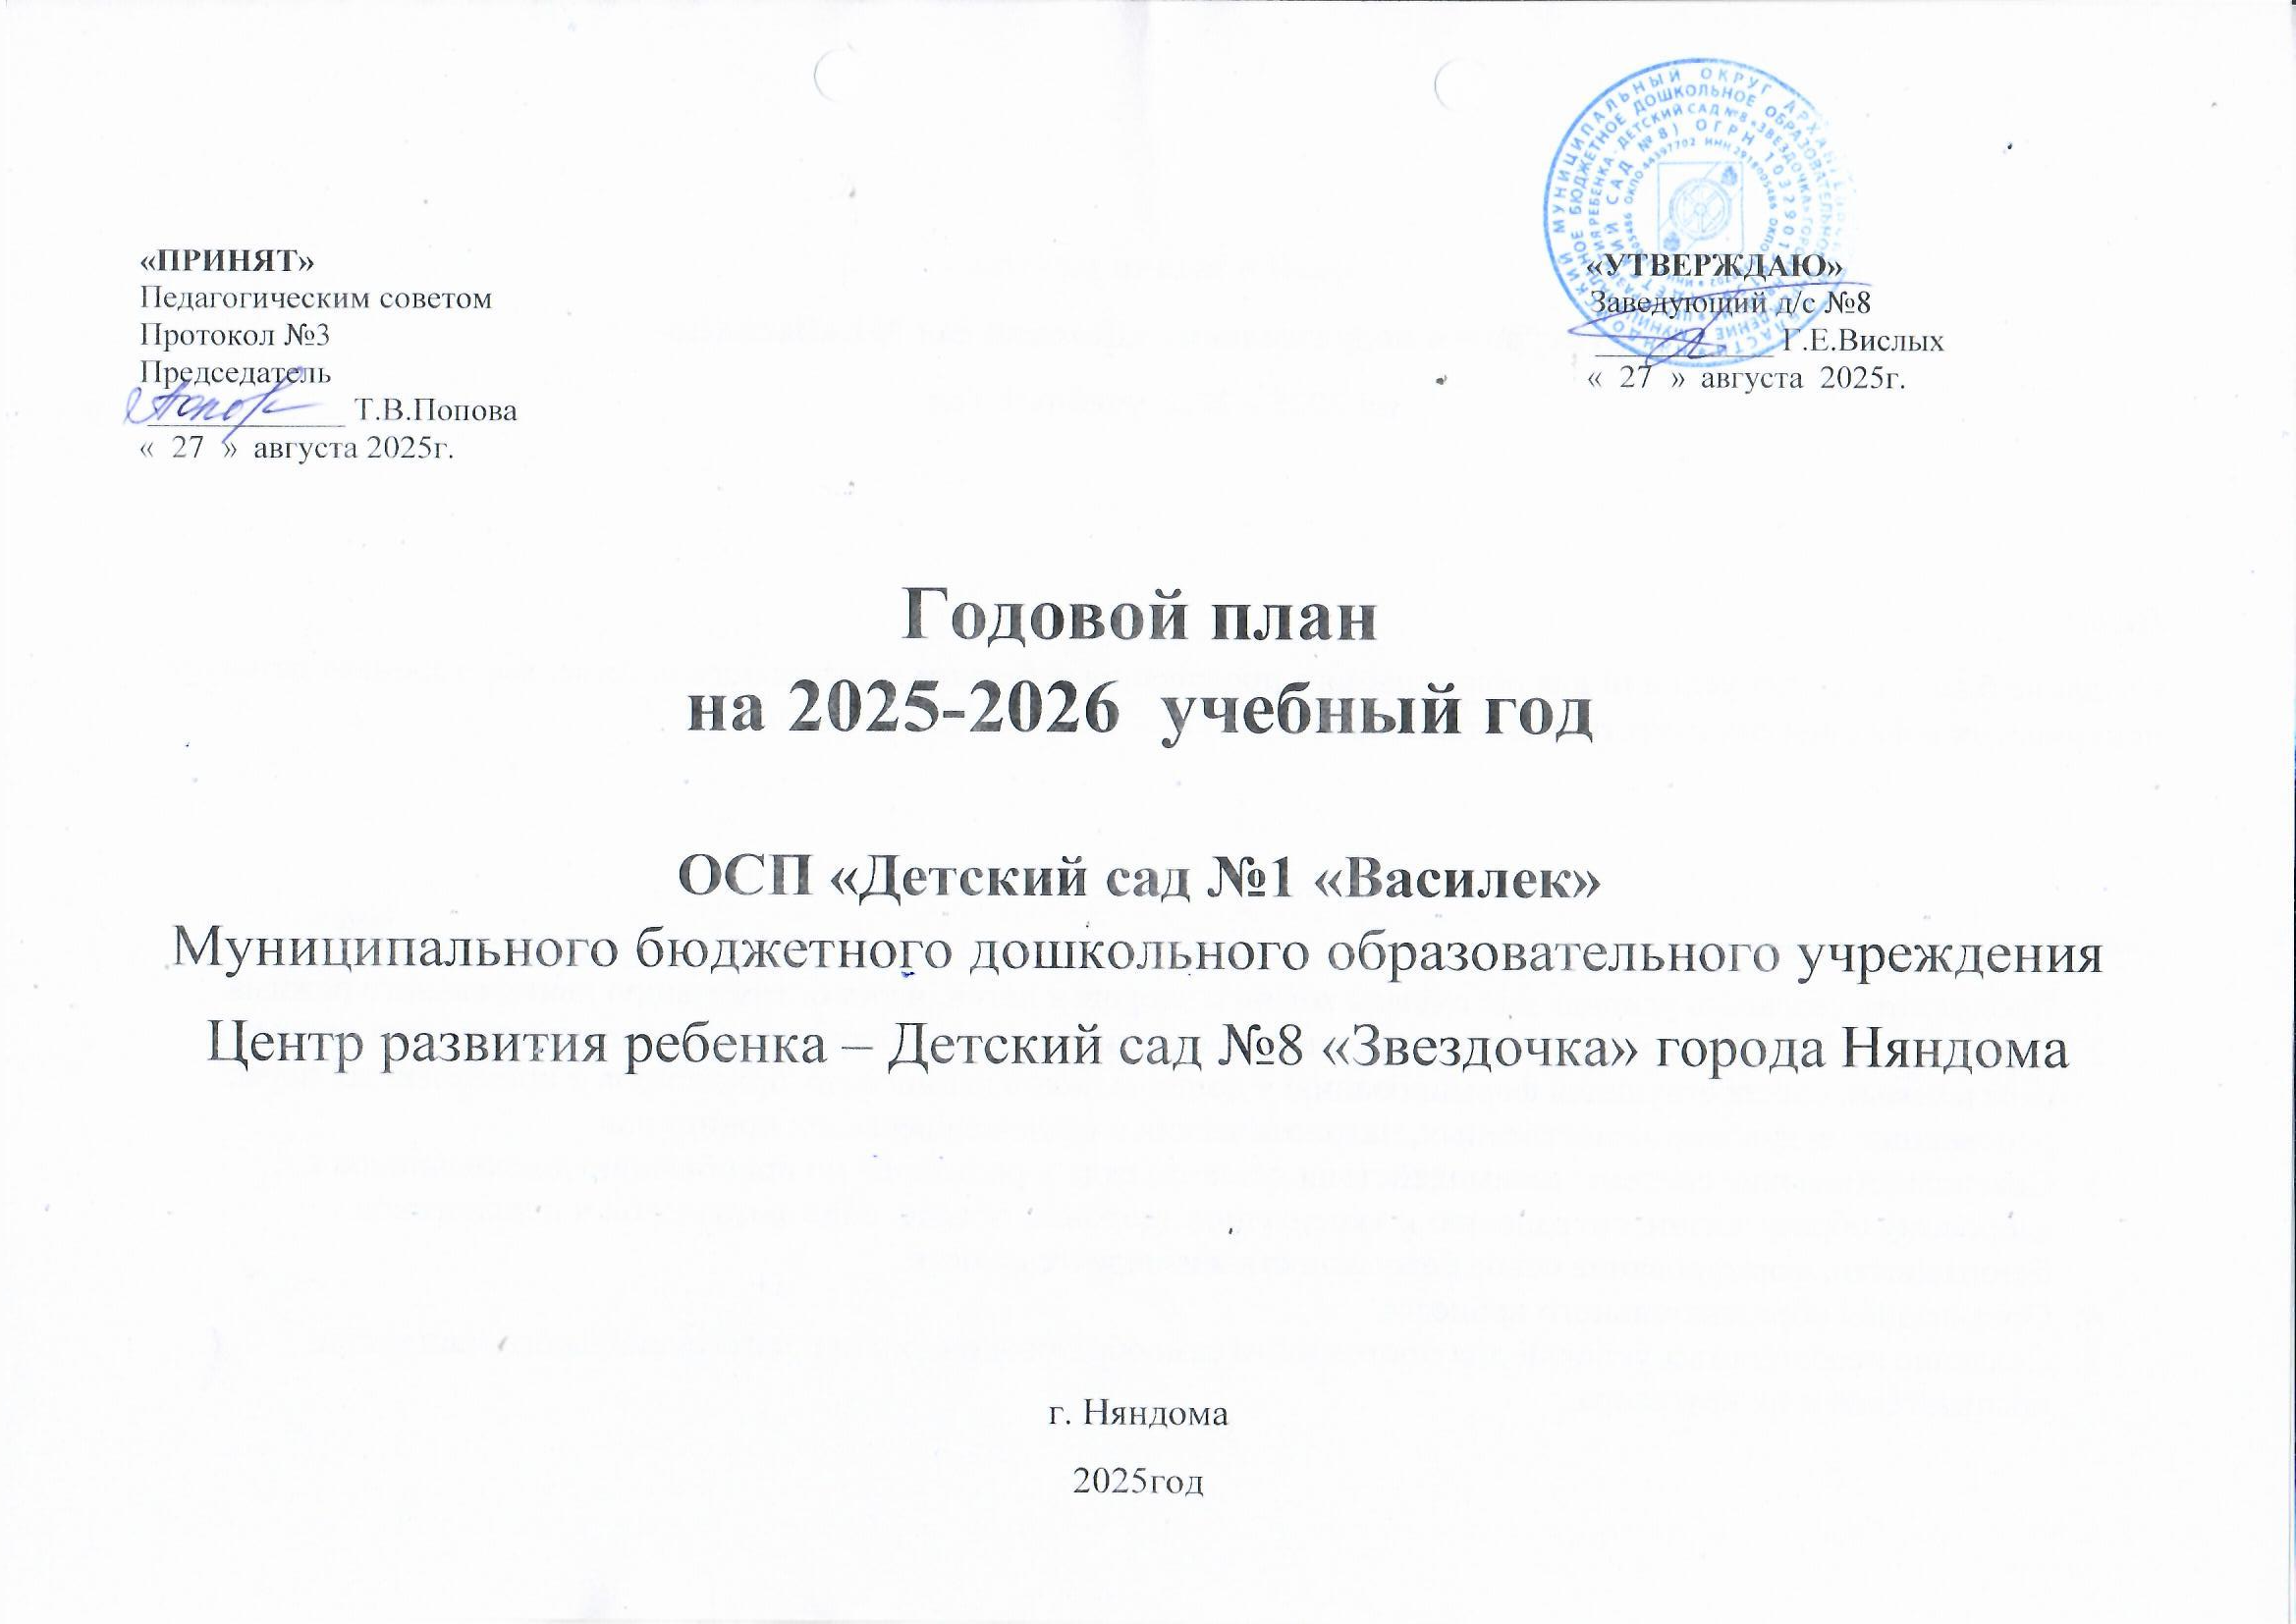 «ПРИНЯТ»
Педагогическим советом
Протокол №3
Председатель
____________ Т.В.Попова
« 27 » августа 2025г.
«УТВЕРЖДАЮ»
Заведующий д/с №8
___________ Г.Е.Вислых
« 27 » августа 2025г.
Годовой план
на 2025-2026 учебный год
ОСП «Детский сад №1 «Василек»
Муниципального бюджетного дошкольного образовательного учреждения
Центр развития ребенка – Детский сад №8 «Звездочка» города Няндома
г. Няндома
2025год